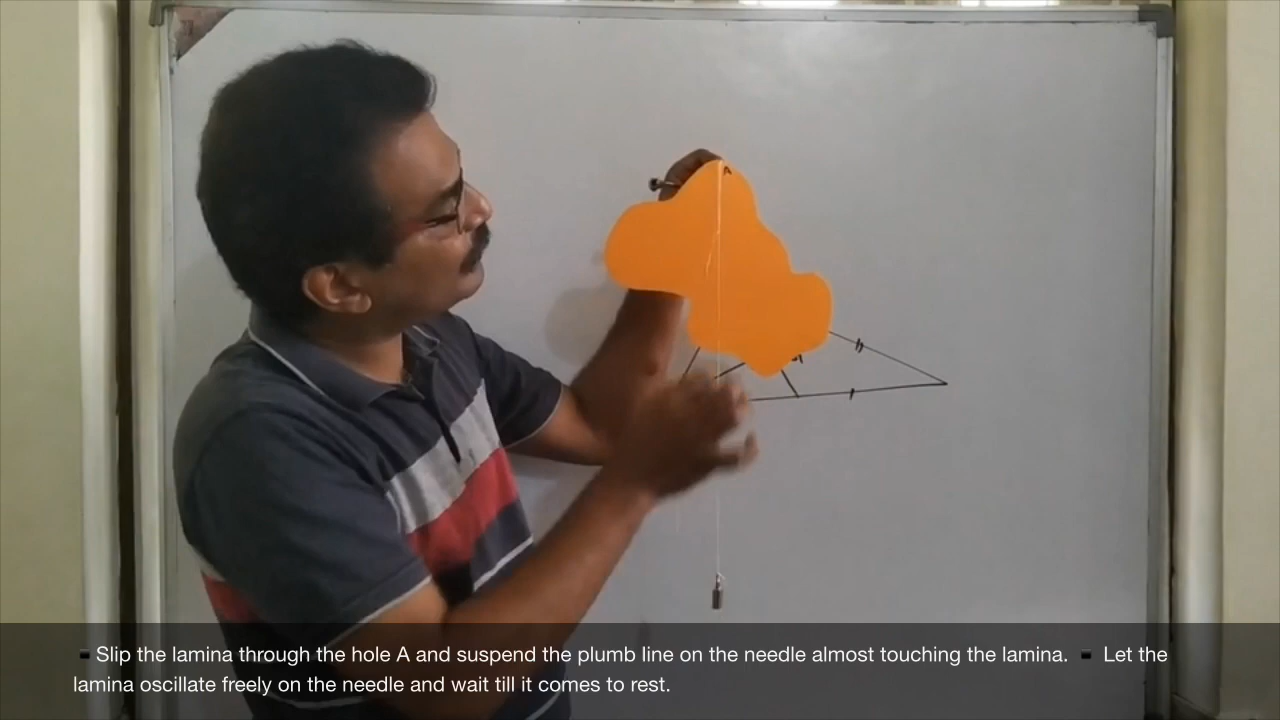 A
▪ Slip the lamina through the hole A and suspend the plumb line on the needle almost touching the lamina. ▪ Let the
lamina oscillate freely on the needle and wait till it comes to rest.